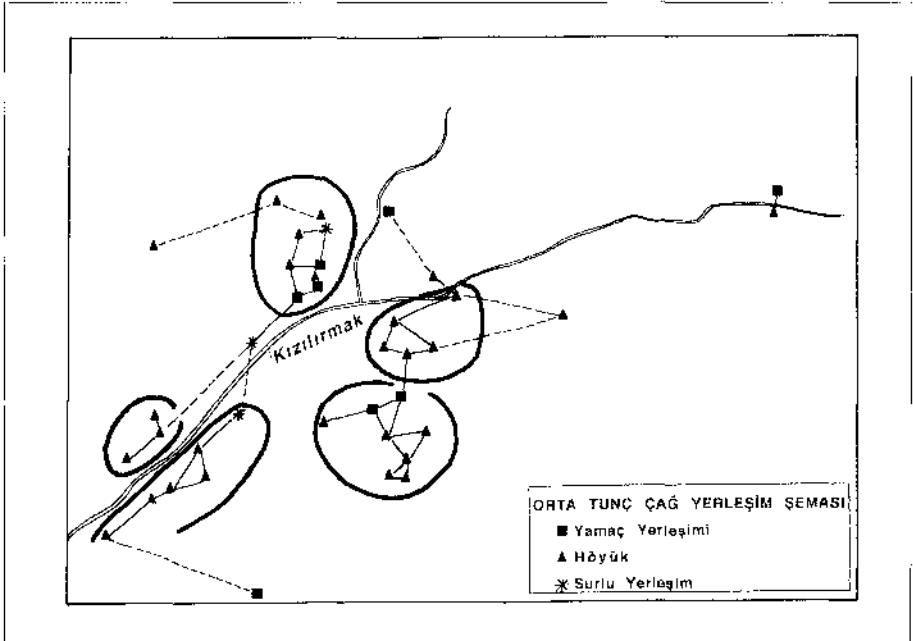 Kızılırmak
ORTA TUNÇ ÇAĞ YERLEŞİM ŞEMASI
Yamaç Yerleşimi
Höyük
Surlu Yerleşim